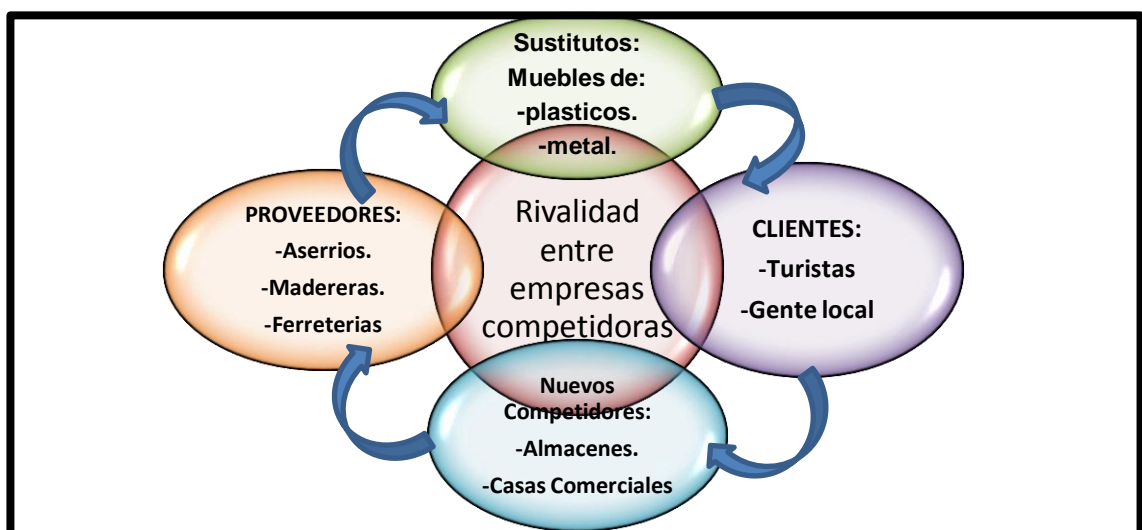 Sustitutos:
Muebles de:
-plasticos.
-metal.
PROVEEDORES:
-Aserrios.
-Madereras.
-Ferreterias
Rivalidad
entre
empresas
competidoras
CLIENTES:
-Turistas
-Gente local
Nuevos
Competidores:
-Almacenes.
-Casas Comerciales